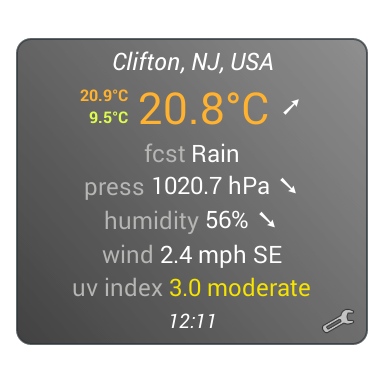 Clifton, NJ, USA
20.9°C
9.5°C
20.8°C
fcst Rain
press 1020.7 hPa
humidity 56%
wind 2.4 mph SE
uv index 3.0 moderate
12:11